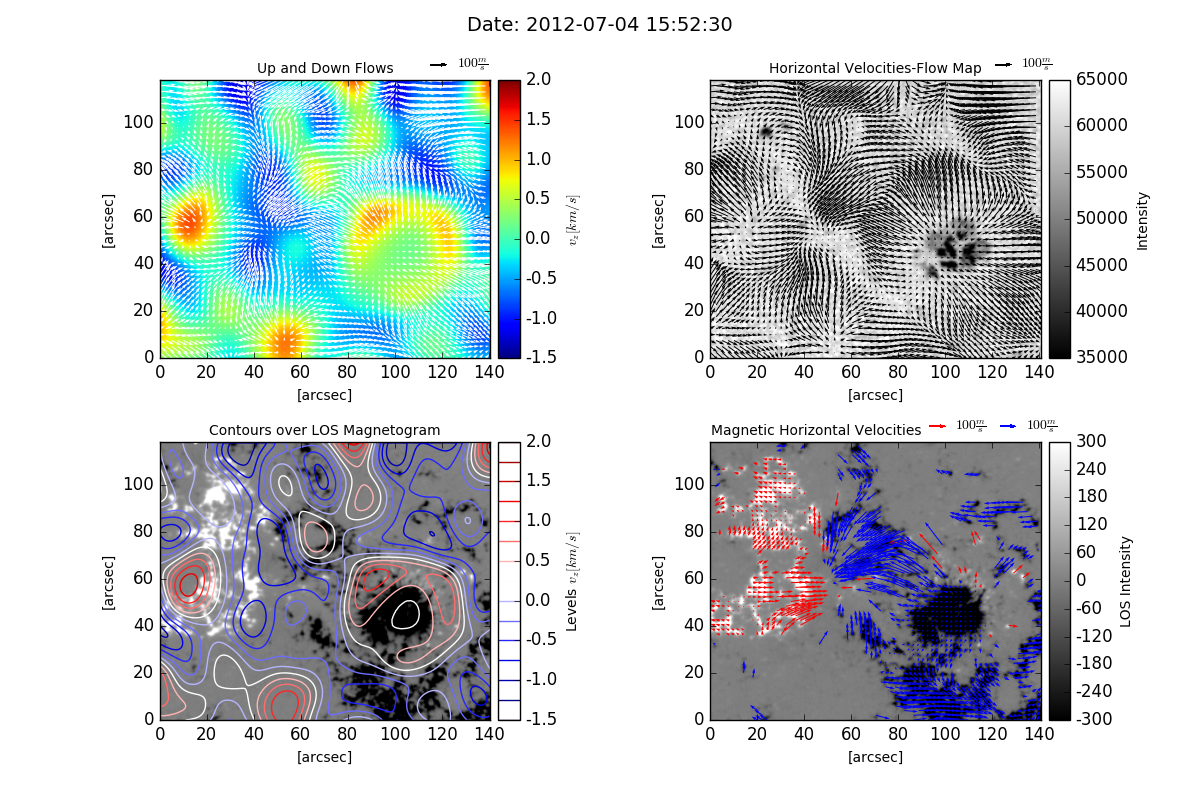 Date: 2012-07-04 15:52:30
Up and Down Flows
100 m/s
[arcsec]
100
80
60
40
20
0
0 20 40 60 80 100 120 140
[arcsec]
2.0
1.5
1.0
0.5
0.0
-0.5
-1.0
-1.5
v_z[km/s]
Horizontal Velocities-Flow Map
100 m/s
[arcsec]
100
80
60
40
20
0
0 20 40 60 80 100 120 140
[arcsec]
65000
60000
55000
50000
45000
40000
35000
Intensity
Contours over LOS Magnetogram
[arcsec]
100
80
60
40
20
0
0 20 40 60 80 100 120 140
[arcsec]
2.0
1.5
1.0
0.5
0.0
-0.5
-1.0
-1.5
Levels v_z[km/s]
Magnetic Horizontal Velocities
100 m/s
100 m/s
[arcsec]
100
80
60
40
20
0
0 20 40 60 80 100 120 140
[arcsec]
300
240
180
120
60
0
-60
-120
-180
-240
-300
LOS Intensity